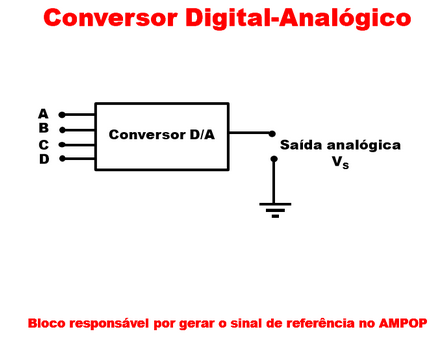 Conversor Digital-Analógico
A
B
C
D
Conversor D/A
Saída analógica
VS
Bloco responsável por gerar o sinal de referência no AMPOP